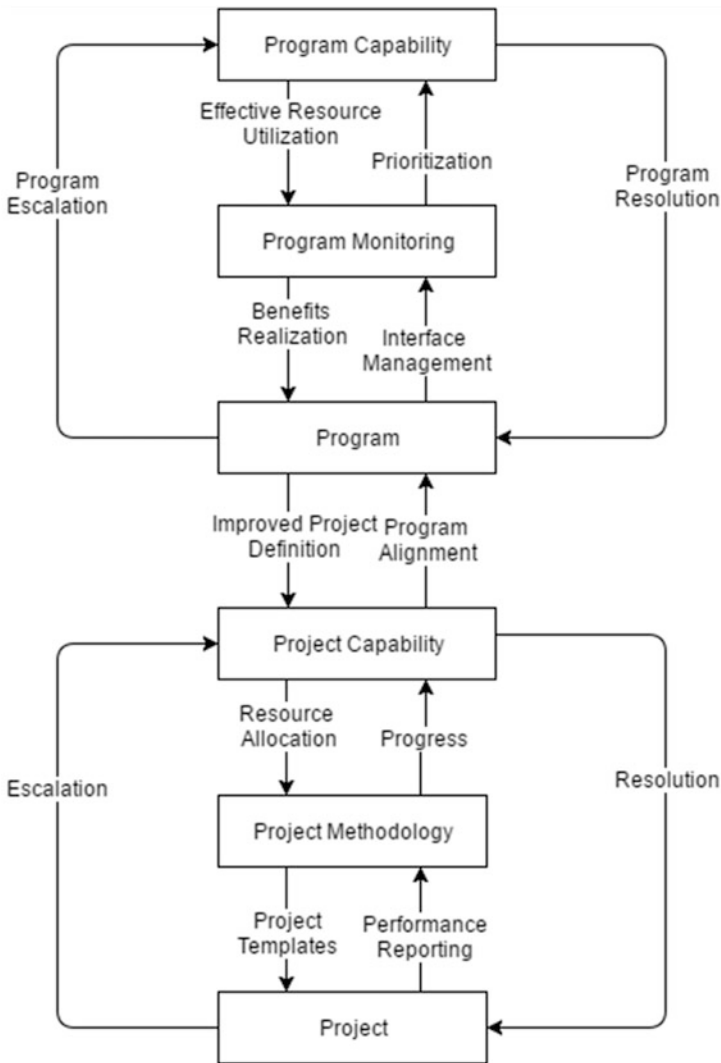 Program Capability
Effective Resource
Utilization
Prioritization
Program
Escalation
Program
Resolution
Program Monitoring
Benefits
Realization
Interface
Management
Program
Improved Project
Definition
Program
Alignment
Project Capability
Resource
Allocation
Progress
Escalation
Resolution
Project Methodology
Project
Templates
Performance
Reporting
Project